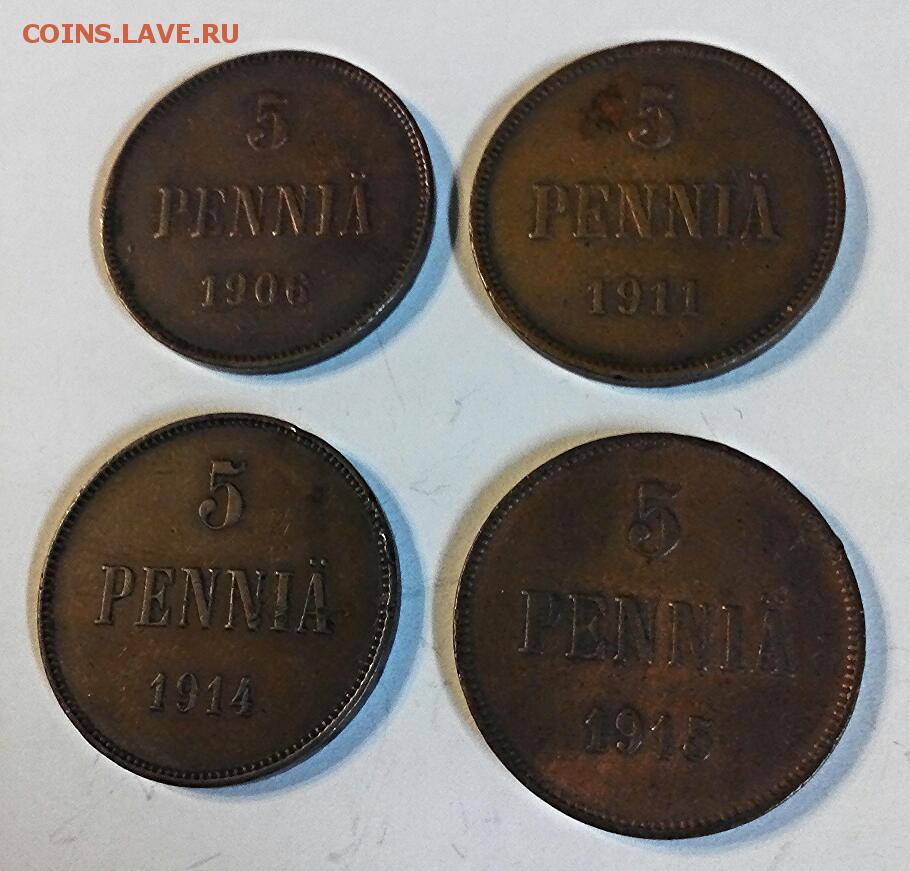 COINS.LAVE.RU
5
PENNIÄ
1906
5
PENNIÄ
1911
5
PENNIÄ
1914
5
PENNIÄ
1915